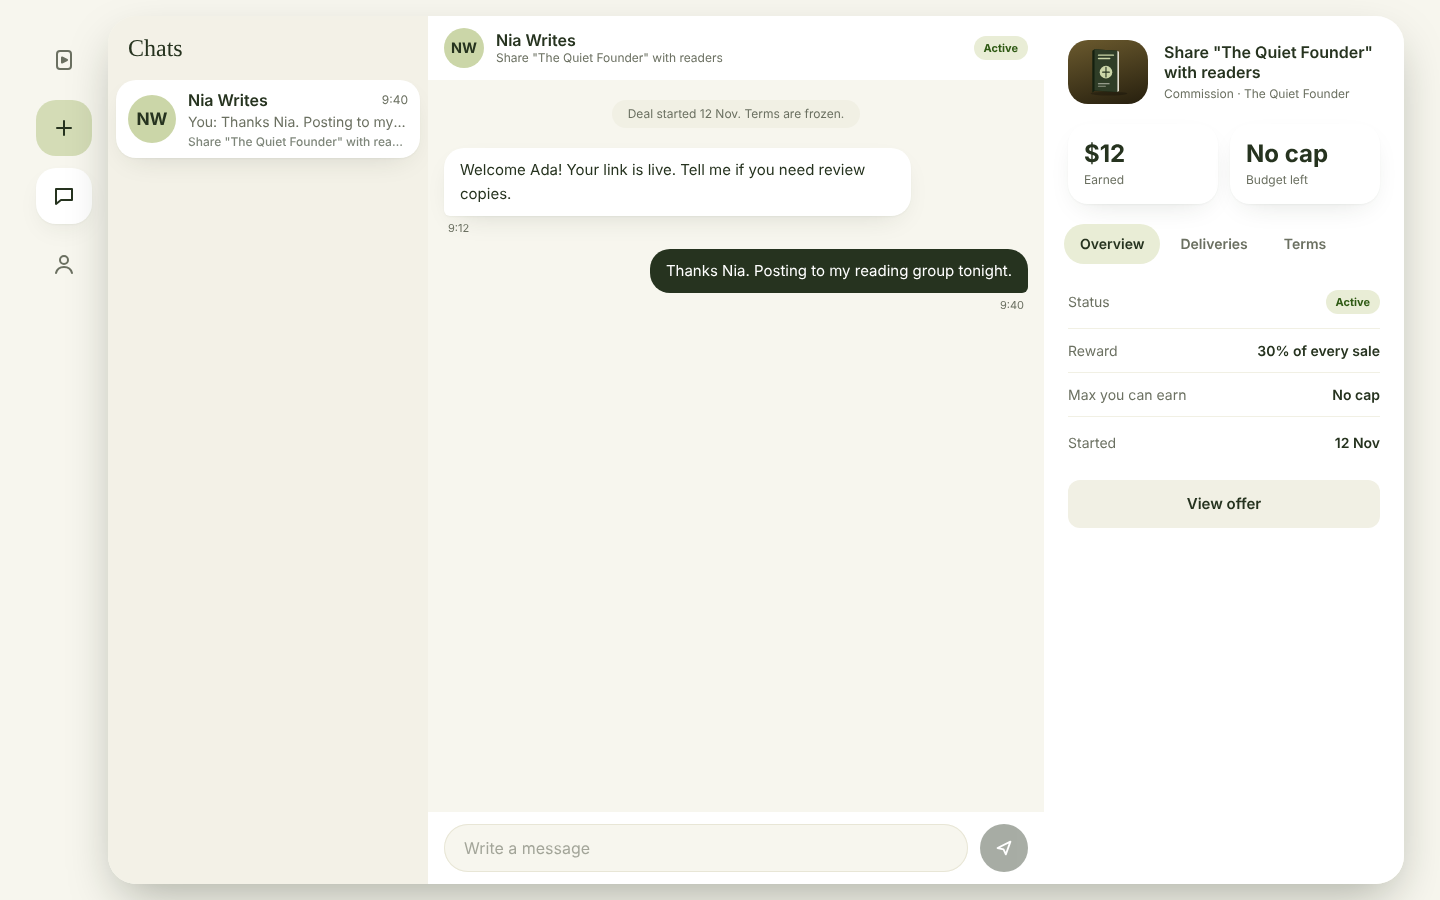 Chats
NW
Nia Writes
9:40
You: Thanks Nia. Posting to my...
Share "The Quiet Founder" with rea...
NW
Nia Writes
Share "The Quiet Founder" with readers
Active
Deal started 12 Nov. Terms are frozen.
Welcome Ada! Your link is live. Tell me if you need review
copies.
9:12
Thanks Nia. Posting to my reading group tonight.
9:40
Write a message
Share "The Quiet Founder"
with readers
Commission · The Quiet Founder
$12
Earned
No cap
Budget left
Overview
Deliveries
Terms
Status
Active
Reward
30% of every sale
Max you can earn
No cap
Started
12 Nov
View offer